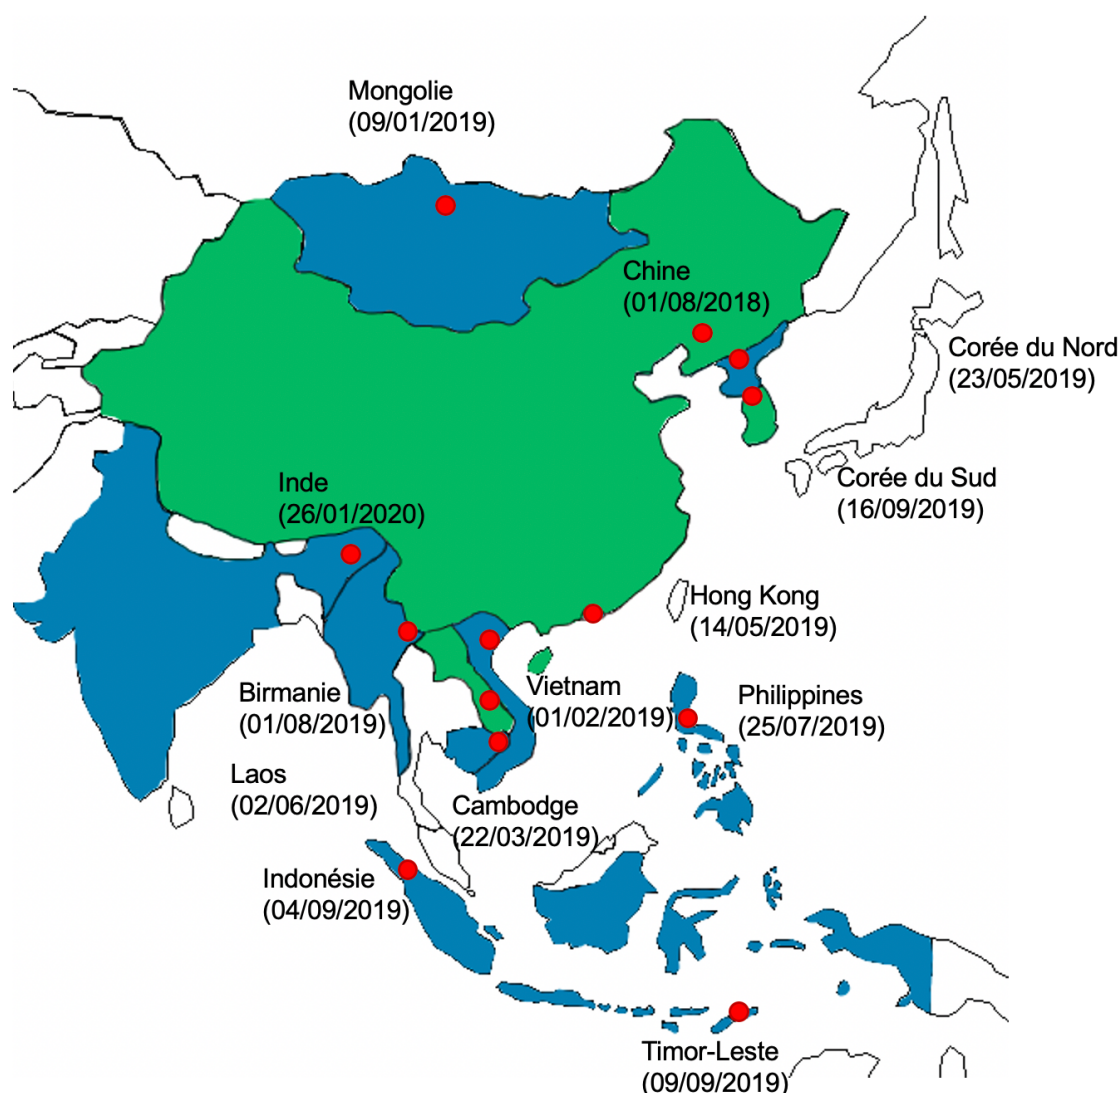 Mongolie
(09/01/2019)
Chine
(01/08/2018)
Corée du Nord
(23/05/2019)
Corée du Sud
(16/09/2019)
Inde
(26/01/2020)
Hong Kong
(14/05/2019)
Birmanie
(01/08/2019)
Vietnam
(01/02/2019)
Philippines
(25/07/2019)
Laos
(02/06/2019)
Cambodge
(22/03/2019)
Indonésie
(04/09/2019)
Timor-Leste
(09/09/2019)